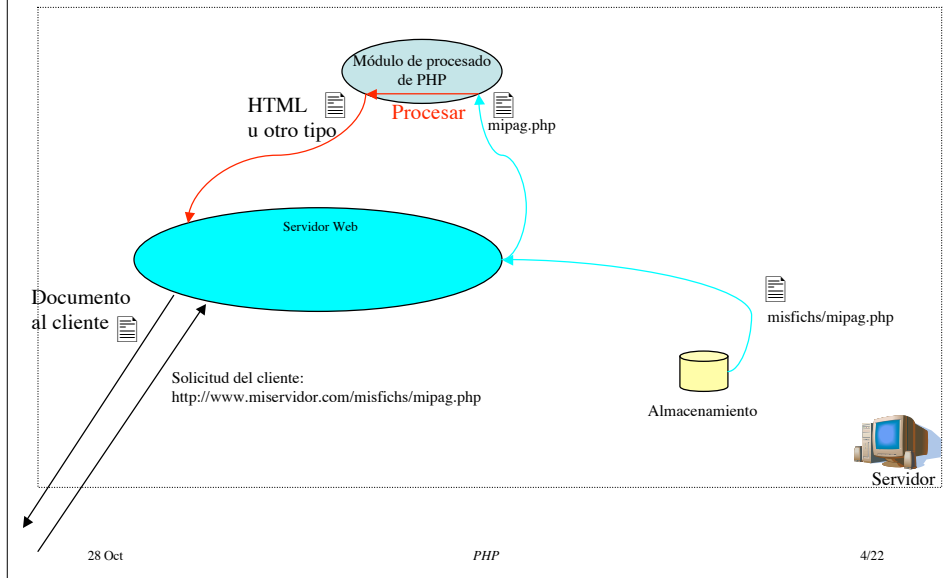 Módulo de procesado
de PHP
HTML
u otro tipo
Procesar
mipag.php
Servidor Web
Documento
al cliente
misfichs/mipag.php
Solicitud del cliente:
http://www.miservidor.com/misfichs/mipag.php
Almacenamiento
Servidor
28 Oct
PHP
4/22